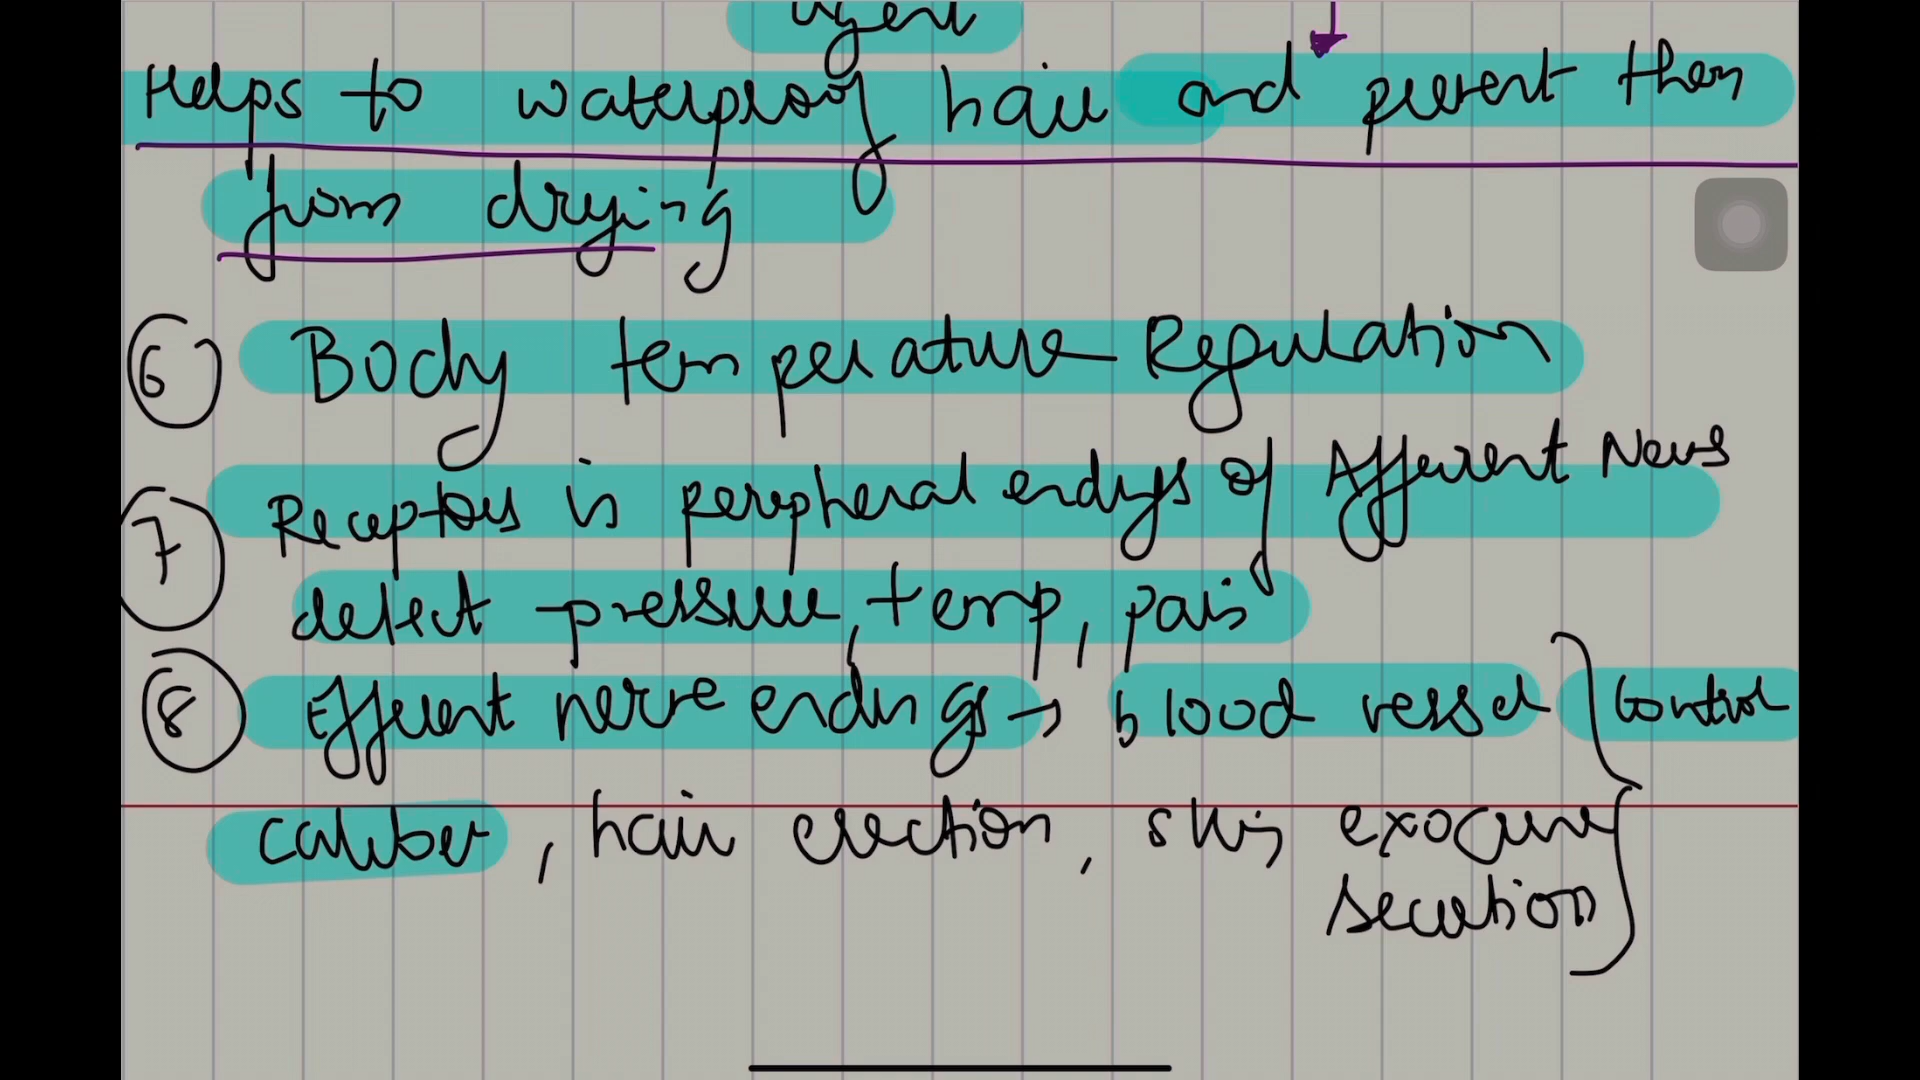 agent
Helps to waterproof hair and prevent them
from drying
6 Body temperature Regulation
7 Receptors in peripheral endings of Afferent Nerves
detect pressure, temp, pain
8 Efferent nerve endings → blood vessel } Control
caliber, hair erection, skin exocrine
secretion